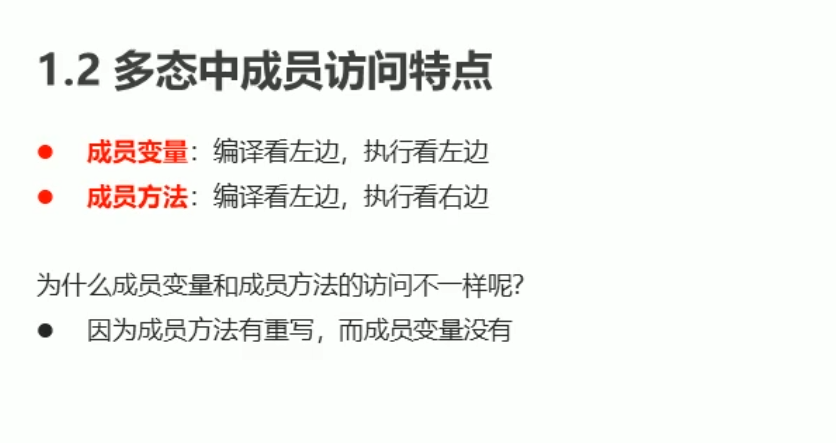 1.2 多态中成员访问特点
● 成员变量：编译看左边，执行看左边
● 成员方法：编译看左边，执行看右边
为什么成员变量和成员方法的访问不一样呢?
● 因为成员方法有重写，而成员变量没有